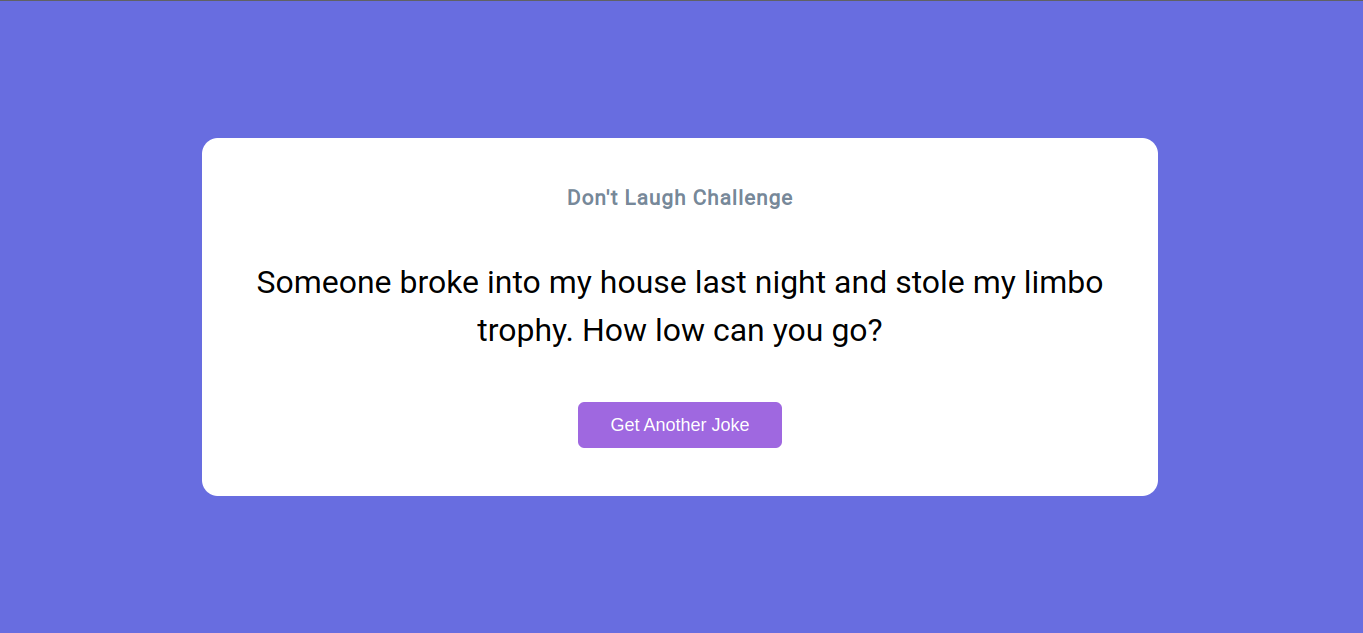 Don't Laugh Challenge
Someone broke into my house last night and stole my limbo
trophy. How low can you go?
Get Another Joke